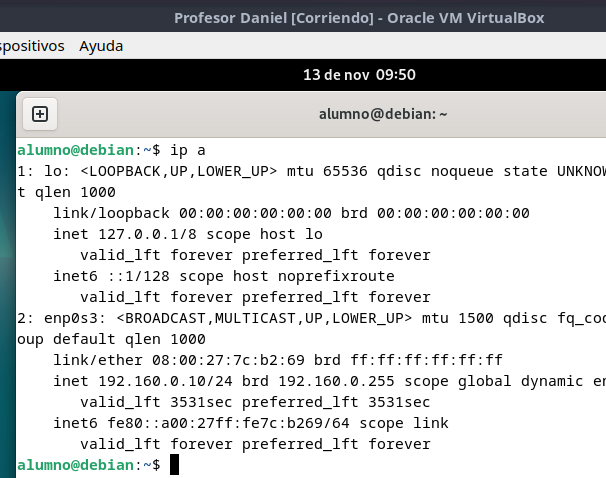 Profesor Daniel [Corriendo] - Oracle VM VirtualBox
spositivos Ayuda
13 de nov 09:50
alumno@debian: ~
alumno@debian:~$ ip a
1: lo: <LOOPBACK,UP,LOWER_UP> mtu 65536 qdisc noqueue state UNKNOW
t qlen 1000
    link/loopback 00:00:00:00:00:00 brd 00:00:00:00:00:00
    inet 127.0.0.1/8 scope host lo
       valid_lft forever preferred_lft forever
    inet6 ::1/128 scope host noprefixroute
       valid_lft forever preferred_lft forever
2: enp0s3: <BROADCAST,MULTICAST,UP,LOWER_UP> mtu 1500 qdisc fq_cod
oup default qlen 1000
    link/ether 08:00:27:7c:b2:69 brd ff:ff:ff:ff:ff:ff
    inet 192.160.0.10/24 brd 192.160.0.255 scope global dynamic en
       valid_lft 3531sec preferred_lft 3531sec
    inet6 fe80::a00:27ff:fe7c:b269/64 scope link
       valid_lft forever preferred_lft forever
alumno@debian:~$